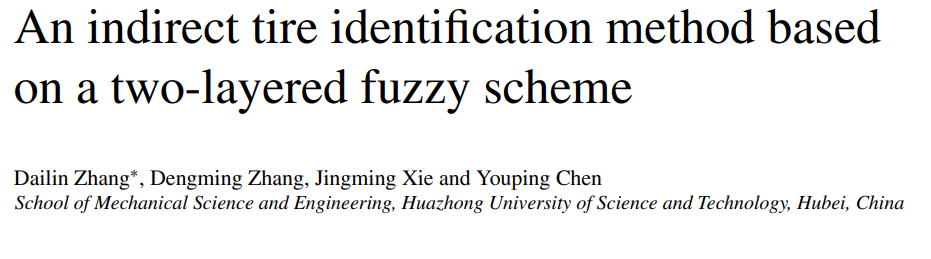 An indirect tire identification method based
on a two-layered fuzzy scheme
Dailin Zhang*, Dengming Zhang, Jingming Xie and Youping Chen
School of Mechanical Science and Engineering, Huazhong University of Science and Technology, Hubei, China